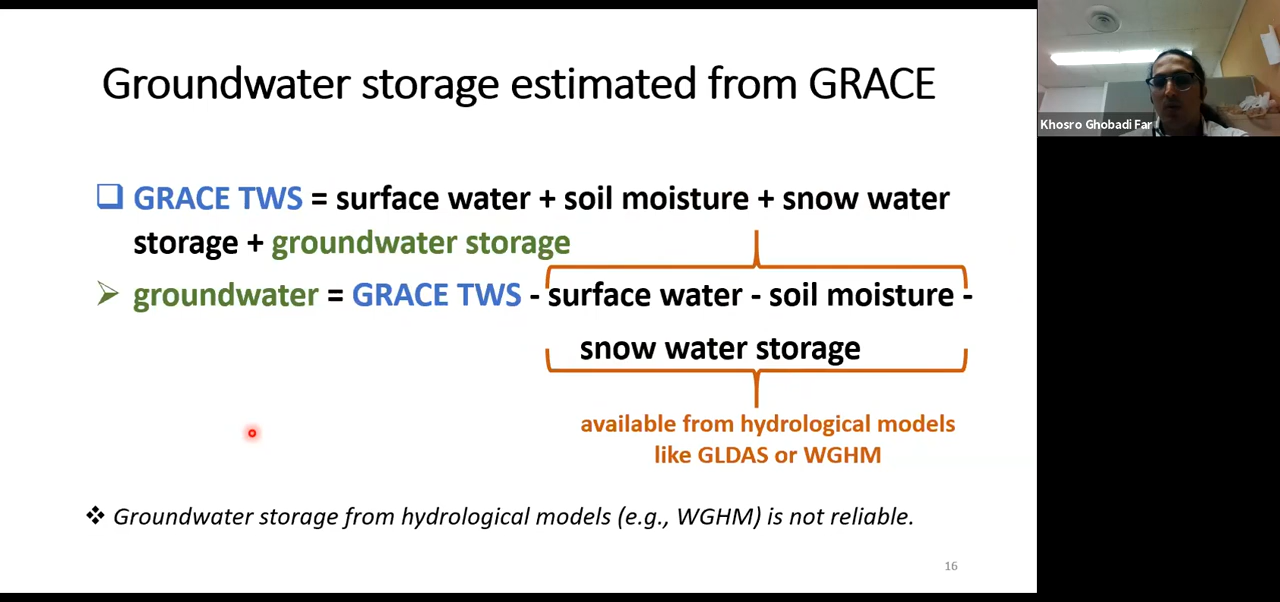 Groundwater storage estimated from GRACE
Khosro Ghobadi Far
❑ GRACE TWS = surface water + soil moisture + snow water
storage + groundwater storage
➢ groundwater = GRACE TWS - surface water - soil moisture -
snow water storage
available from hydrological models
like GLDAS or WGHM
❖ Groundwater storage from hydrological models (e.g., WGHM) is not reliable.
16